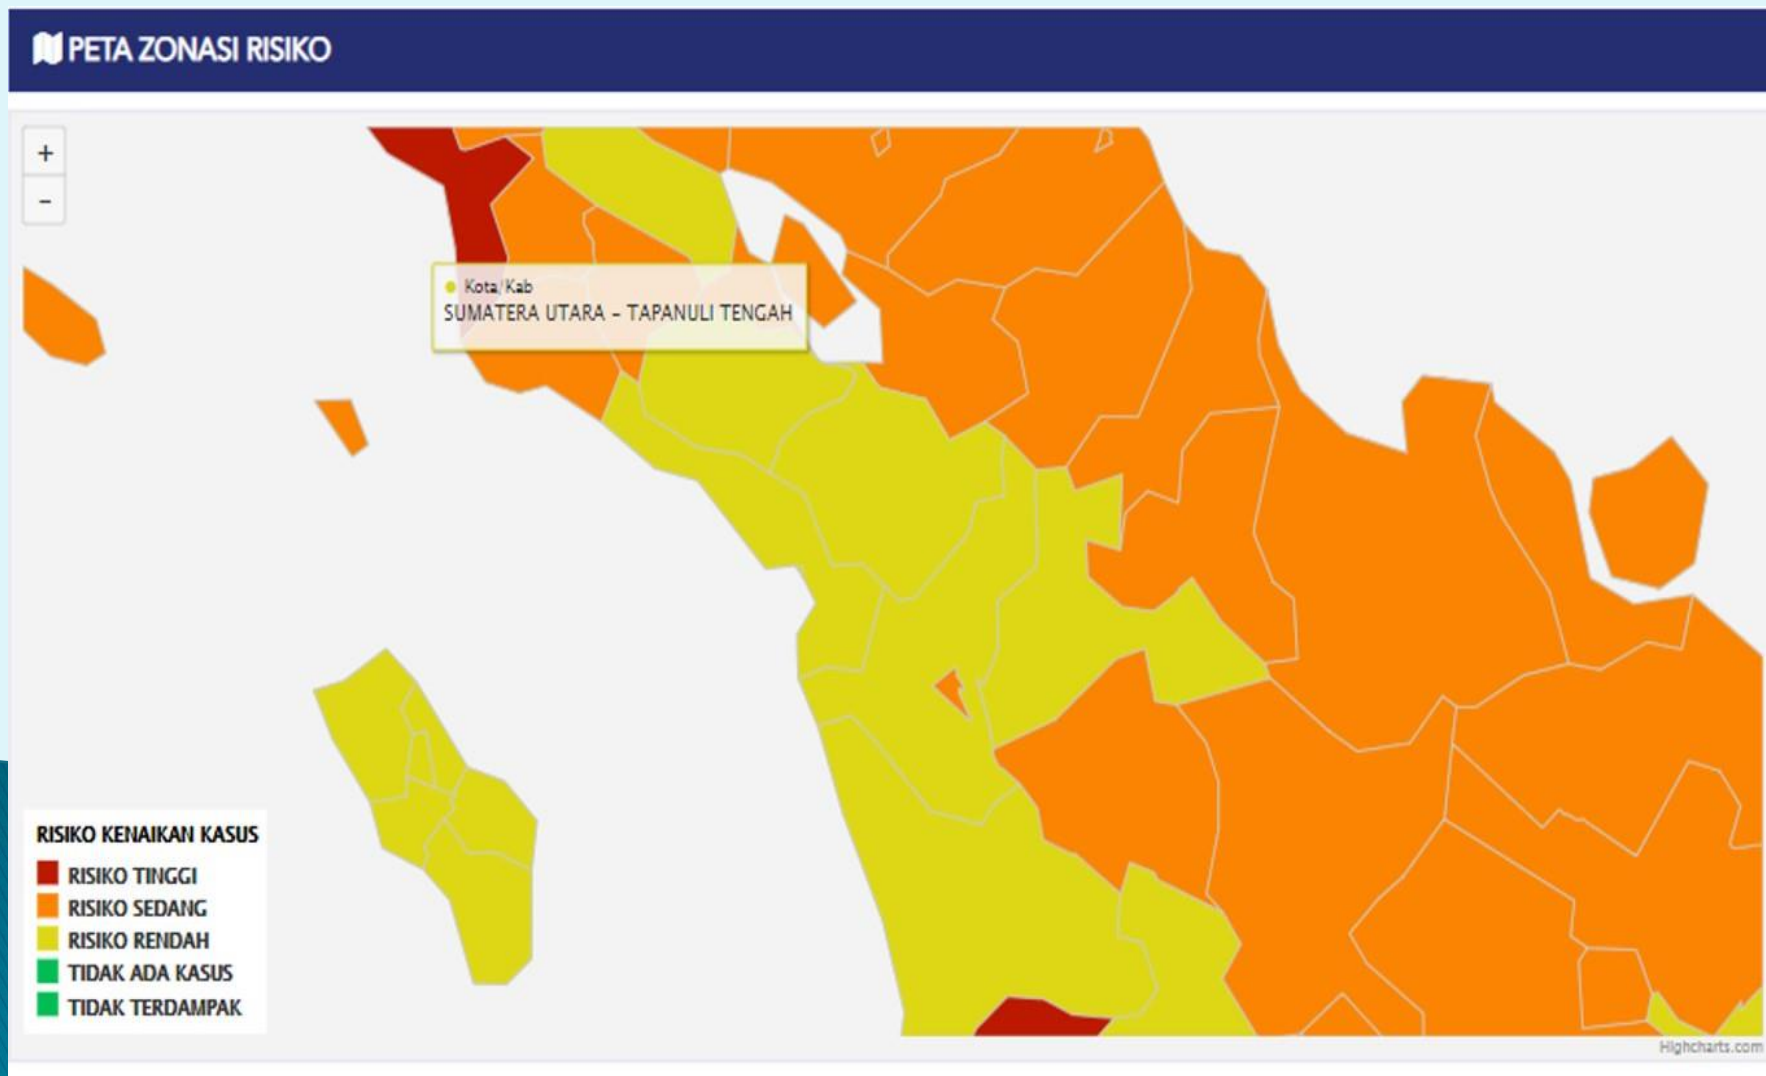 PETA ZONASI RISIKO
+
−
Kota/Kab
SUMATERA UTARA – TAPANULI TENGAH
RISIKO KENAIKAN KASUS
RISIKO TINGGI
RISIKO SEDANG
RISIKO RENDAH
TIDAK ADA KASUS
TIDAK TERDAMPAK
Highcharts.com